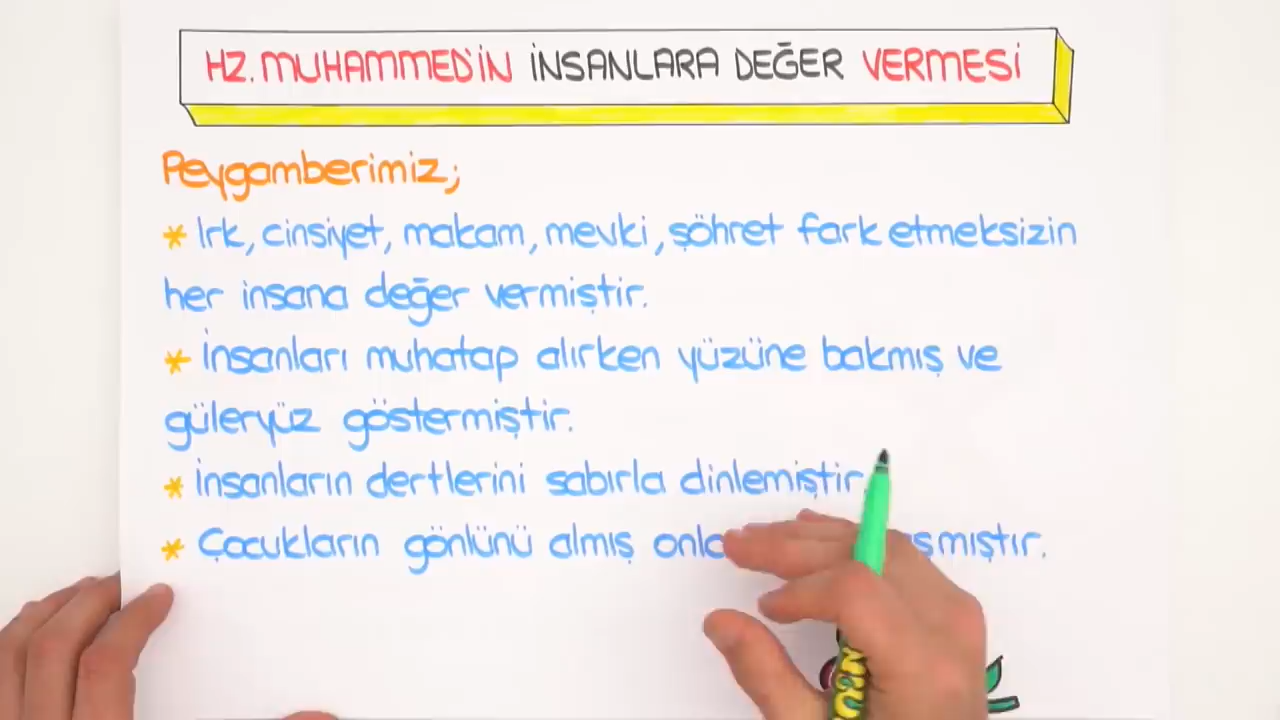 HZ. MUHAMMED'İN İNSANLARA DEĞER VERMESİ
Peygamberimiz;
* Irk, cinsiyet, makam, mevki, şöhret fark etmeksizin
her insana değer vermiştir.
* İnsanları muhatap alırken yüzüne bakmış ve
güleryüz göstermiştir.
* İnsanların dertlerini sabırla dinlemiştir
* Çocukların gönlünü almış